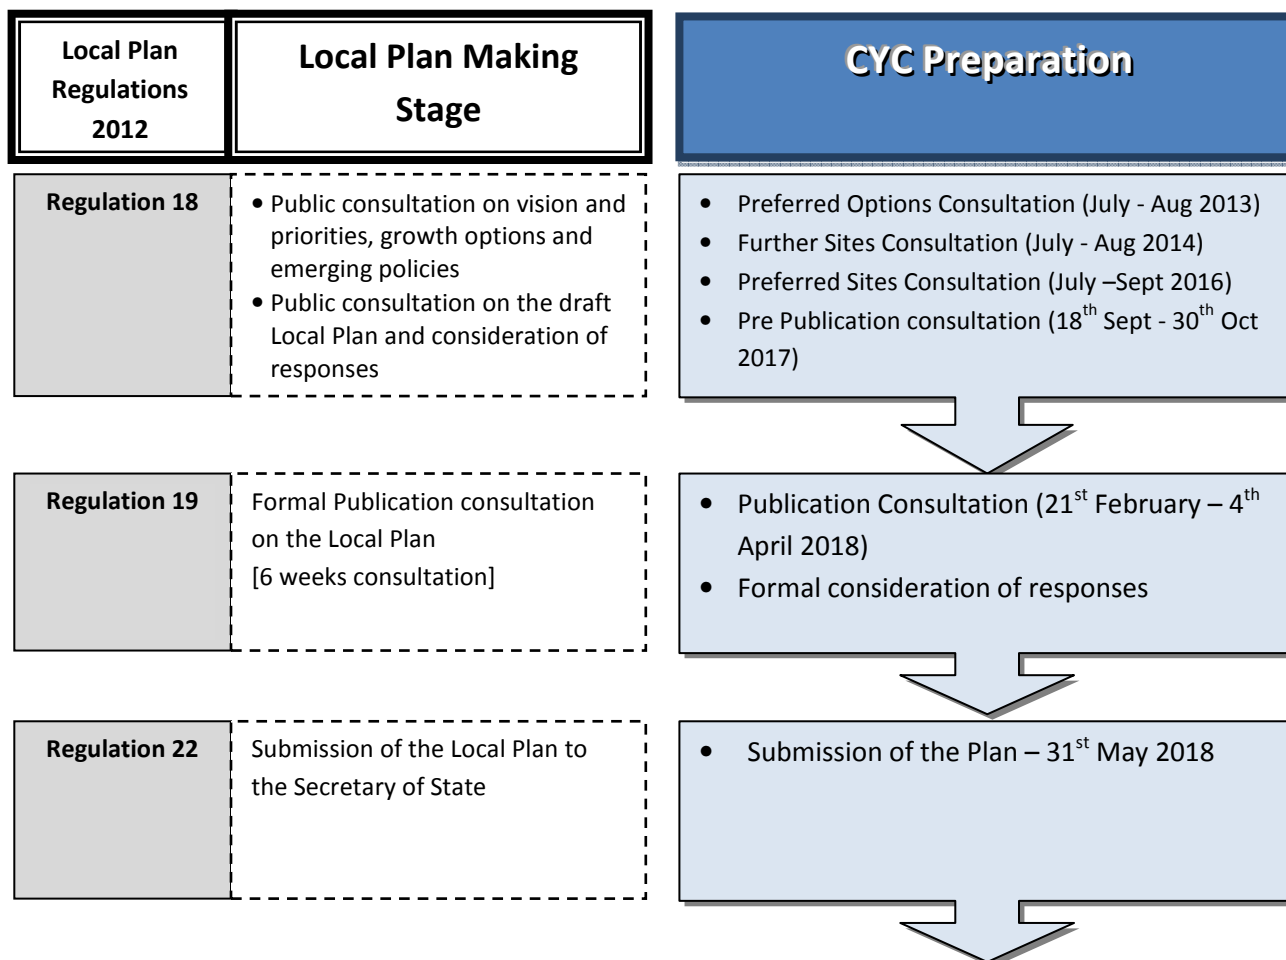 Local Plan
Regulations
2012
Local Plan Making
Stage
CYC Preparation
Regulation 18
• Public consultation on vision and
priorities, growth options and
emerging policies
• Public consultation on the draft
Local Plan and consideration of
responses
• Preferred Options Consultation (July - Aug 2013)
• Further Sites Consultation (July - Aug 2014)
• Preferred Sites Consultation (July –Sept 2016)
• Pre Publication consultation (18th Sept - 30th Oct
2017)
Regulation 19
Formal Publication consultation
on the Local Plan
[6 weeks consultation]
• Publication Consultation (21st February – 4th
April 2018)
• Formal consideration of responses
Regulation 22
Submission of the Local Plan to
the Secretary of State
• Submission of the Plan – 31st May 2018